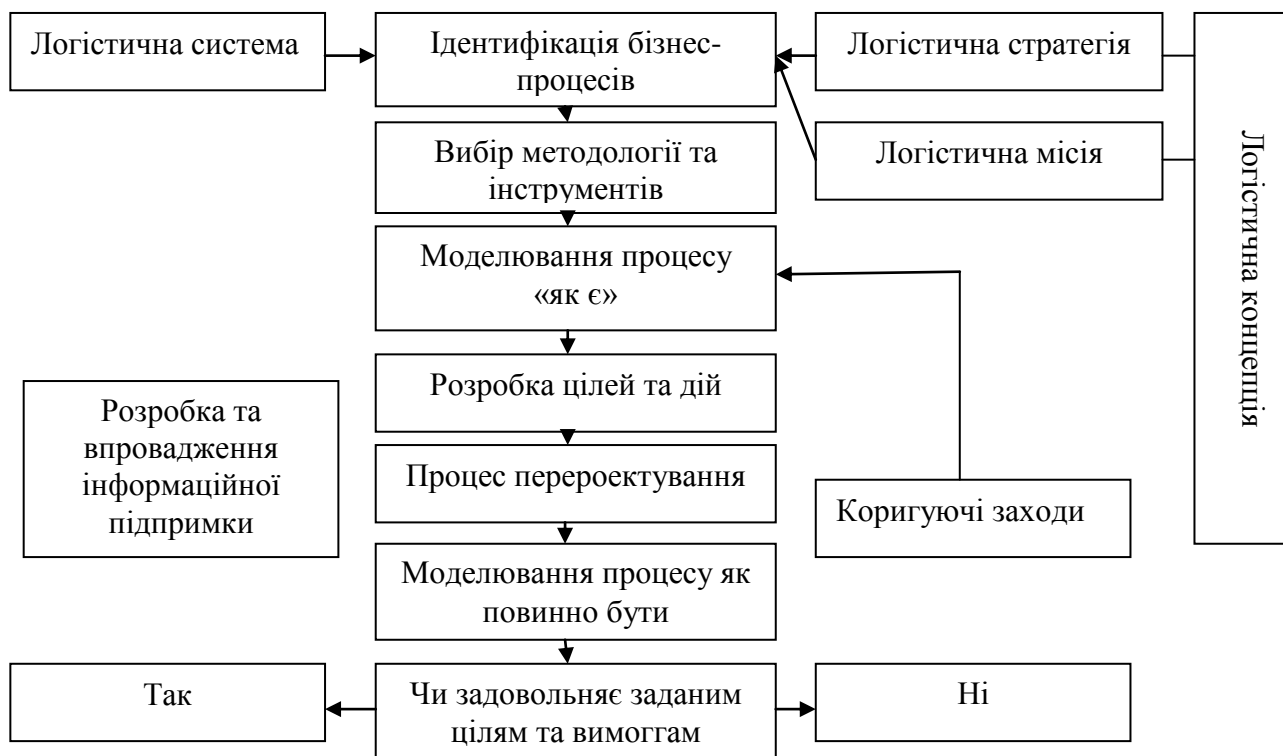 Логістична система
Ідентифікація бізнес-
процесів
Логістична стратегія
Логістична місія
Логістична концепція
Вибір методології та
інструментів
Моделювання процесу
«як є»
Розробка цілей та дій
Розробка та
впровадження
інформаційної
підпримки
Процес перероектування
Коригуючі заходи
Моделювання процесу як
повинно бути
Так
Чи задовольняє заданим
цілям та вимоггам
Ні